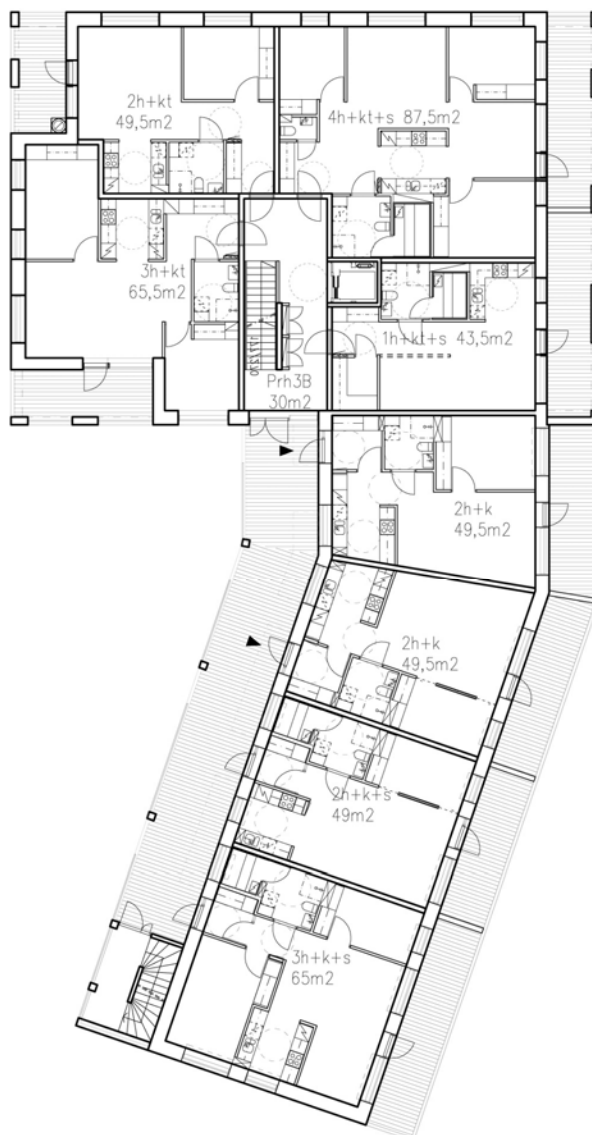 2h+kt
49,5m2
4h+kt+s 87,5m2
3h+kt
65,5m2
1h+kt+s 43,5m2
Prh3B
30m2
2h+k
49,5m2
2h+k
49,5m2
2h+k+s
49m2
3h+k+s
65m2